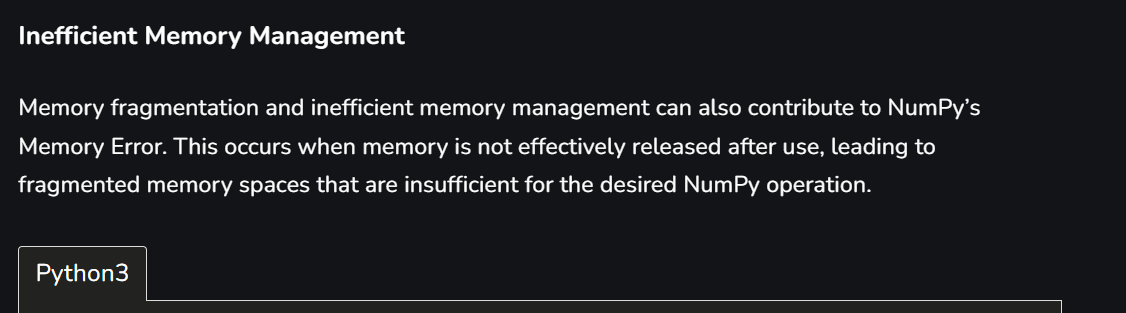 Inefficient Memory Management
Memory fragmentation and inefficient memory management can also contribute to NumPy’s
Memory Error. This occurs when memory is not effectively released after use, leading to
fragmented memory spaces that are insufficient for the desired NumPy operation.
Python3